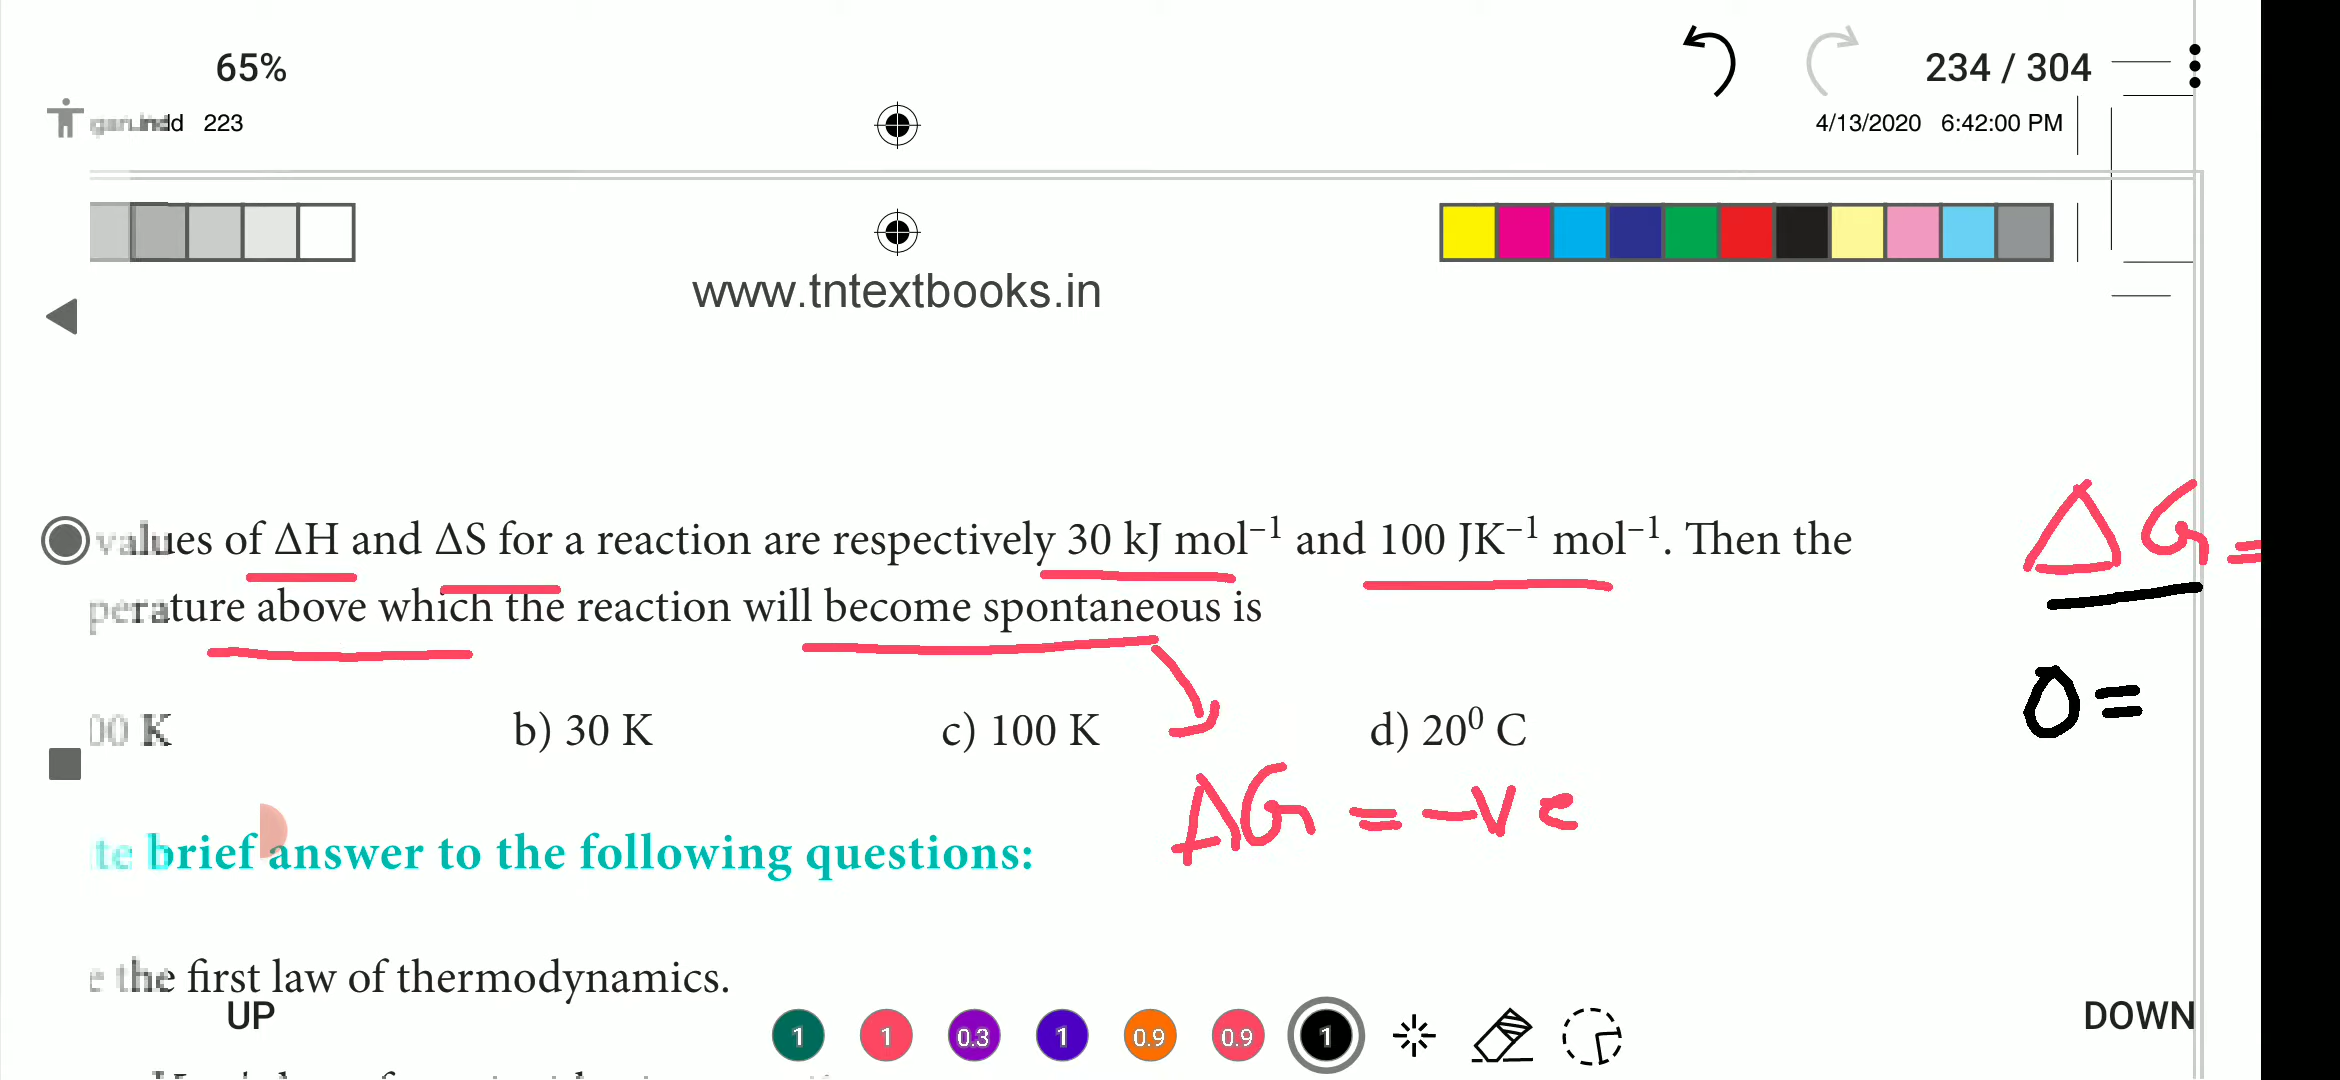 65%
234 / 304
223
4/13/2020 6:42:00 PM
www.tntextbooks.in
values of ΔH and ΔS for a reaction are respectively 30 kJ mol⁻¹ and 100 JK⁻¹ mol⁻¹. Then the
perature above which the reaction will become spontaneous is
00 K b) 30 K c) 100 K d) 20⁰ C
ΔG =
0 =
ΔG = -ve
te brief answer to the following questions:
e the first law of thermodynamics.
UP
DOWN
1 1 0.3 1 0.9 0.9 1